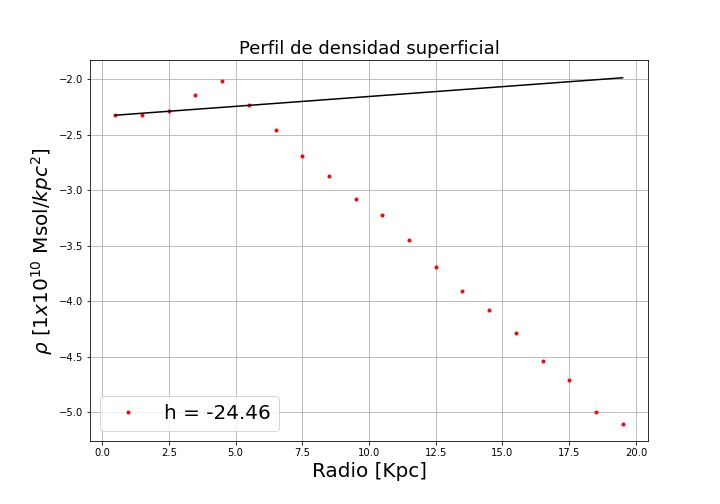 Perfil de densidad superficial
ρ [1x10¹⁰ Msol/kpc²]
−2.0
−2.5
−3.0
−3.5
−4.0
−4.5
−5.0
h = -24.46
0.0 2.5 5.0 7.5 10.0 12.5 15.0 17.5 20.0
Radio [Kpc]